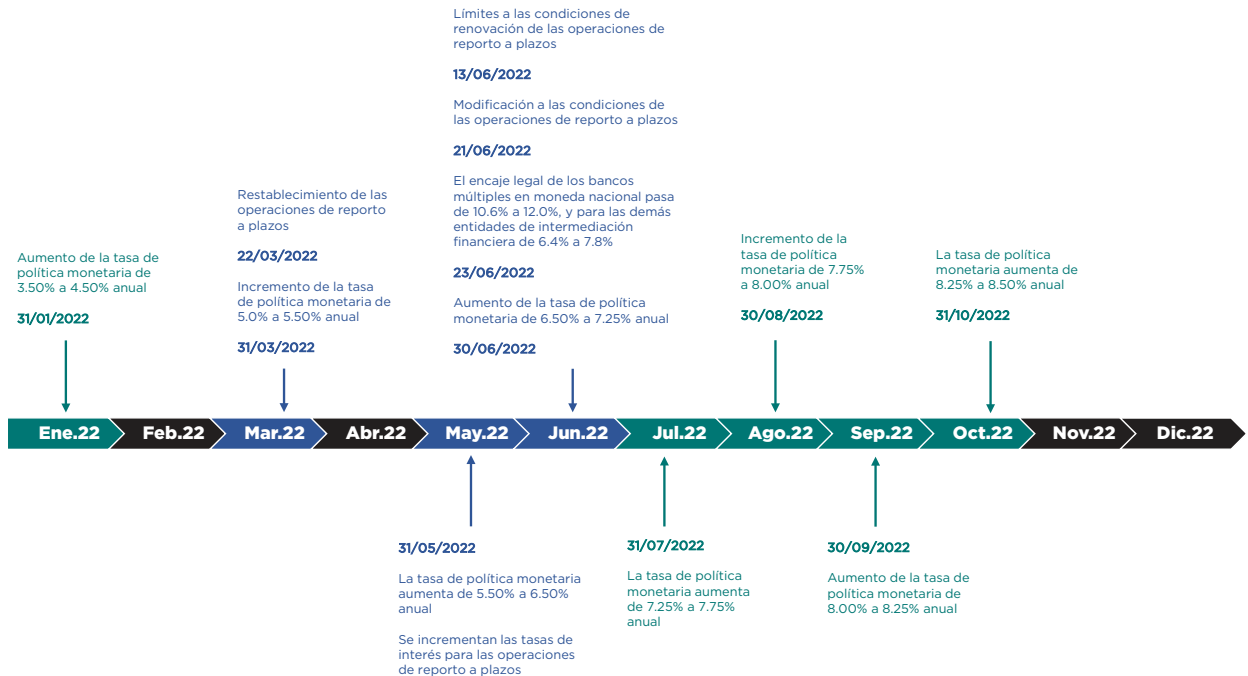 Límites a las condiciones de
renovación de las operaciones de
reporto a plazos
13/06/2022
Modificación a las condiciones de
las operaciones de reporto a plazos
21/06/2022
El encaje legal de los bancos
múltiples en moneda nacional pasa
de 10.6% a 12.0%, y para las demás
entidades de intermediación
financiera de 6.4% a 7.8%
23/06/2022
Aumento de la tasa de política
monetaria de 6.50% a 7.25% anual
30/06/2022
Restablecimiento de las
operaciones de reporto
a plazos
22/03/2022
Incremento de la tasa
de política monetaria de
5.0% a 5.50% anual
31/03/2022
Aumento de la tasa de
política monetaria de
3.50% a 4.50% anual
31/01/2022
Incremento de la
tasa de política
monetaria de 7.75%
a 8.00% anual
30/08/2022
La tasa de política
monetaria aumenta de
8.25% a 8.50% anual
31/10/2022
Ene.22 Feb.22 Mar.22 Abr.22 May.22 Jun.22 Jul.22 Ago.22 Sep.22 Oct.22 Nov.22 Dic.22
31/05/2022
La tasa de política monetaria
aumenta de 5.50% a 6.50%
anual
Se incrementan las tasas de
interés para las operaciones
de reporto a plazos
31/07/2022
La tasa de política
monetaria aumenta
de 7.25% a 7.75%
anual
30/09/2022
Aumento de la tasa de
política monetaria de
8.00% a 8.25% anual